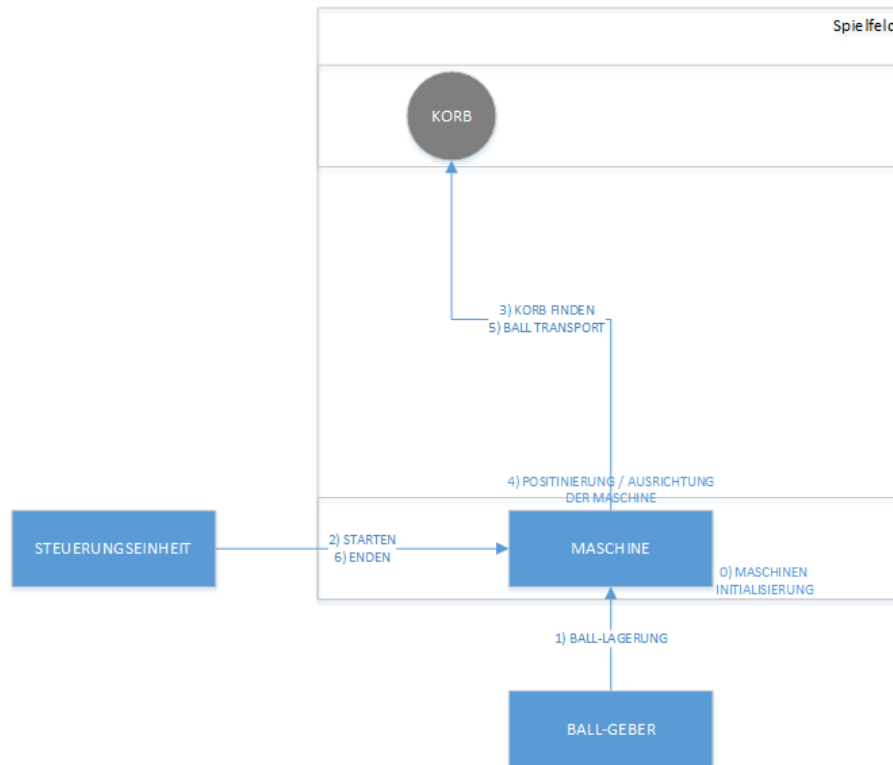 Spielfeld
KORB
3) KORB FINDEN
5) BALL TRANSPORT
4) POSITINIERUNG / AUSRICHTUNG
DER MASCHINE
STEUERUNGSEINHEIT
2) STARTEN
6) ENDEN
MASCHINE
0) MASCHINEN
INITIALISIERUNG
1) BALL-LAGERUNG
BALL-GEBER